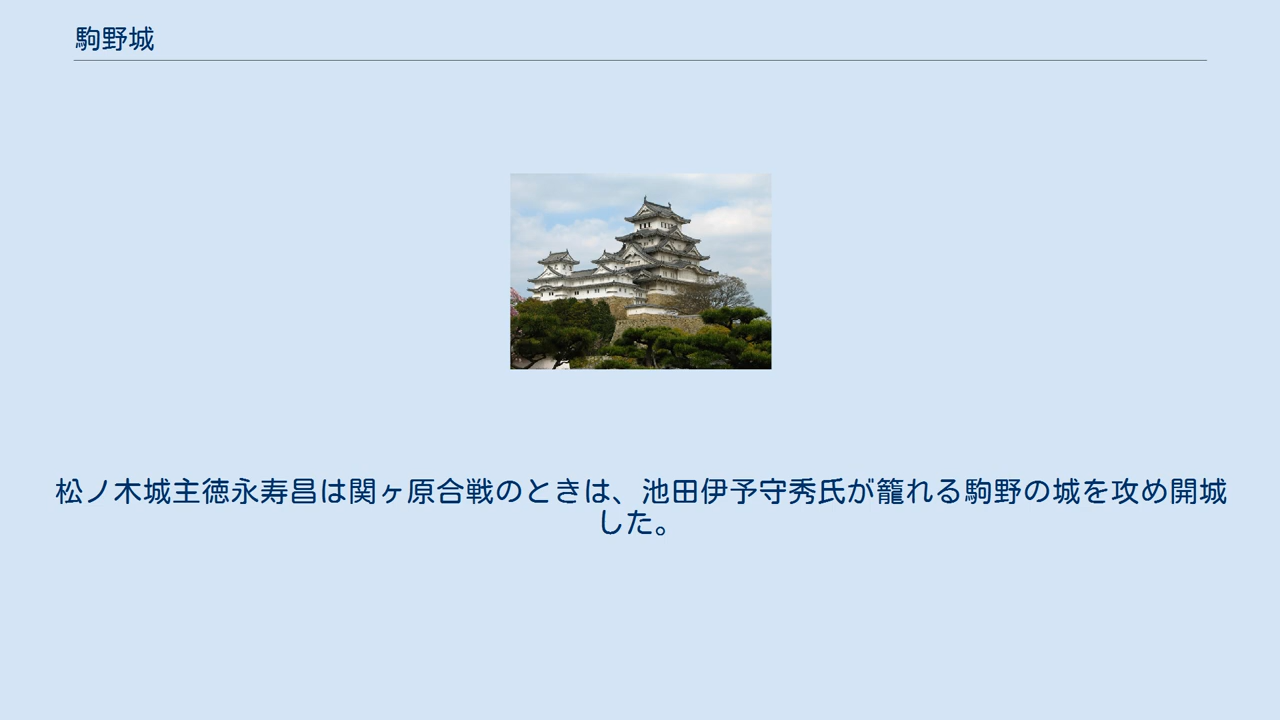 駒野城
松ノ木城主徳永寿昌は関ヶ原合戦のときは、池田伊予守秀氏が籠れる駒野の城を攻め開城
した。